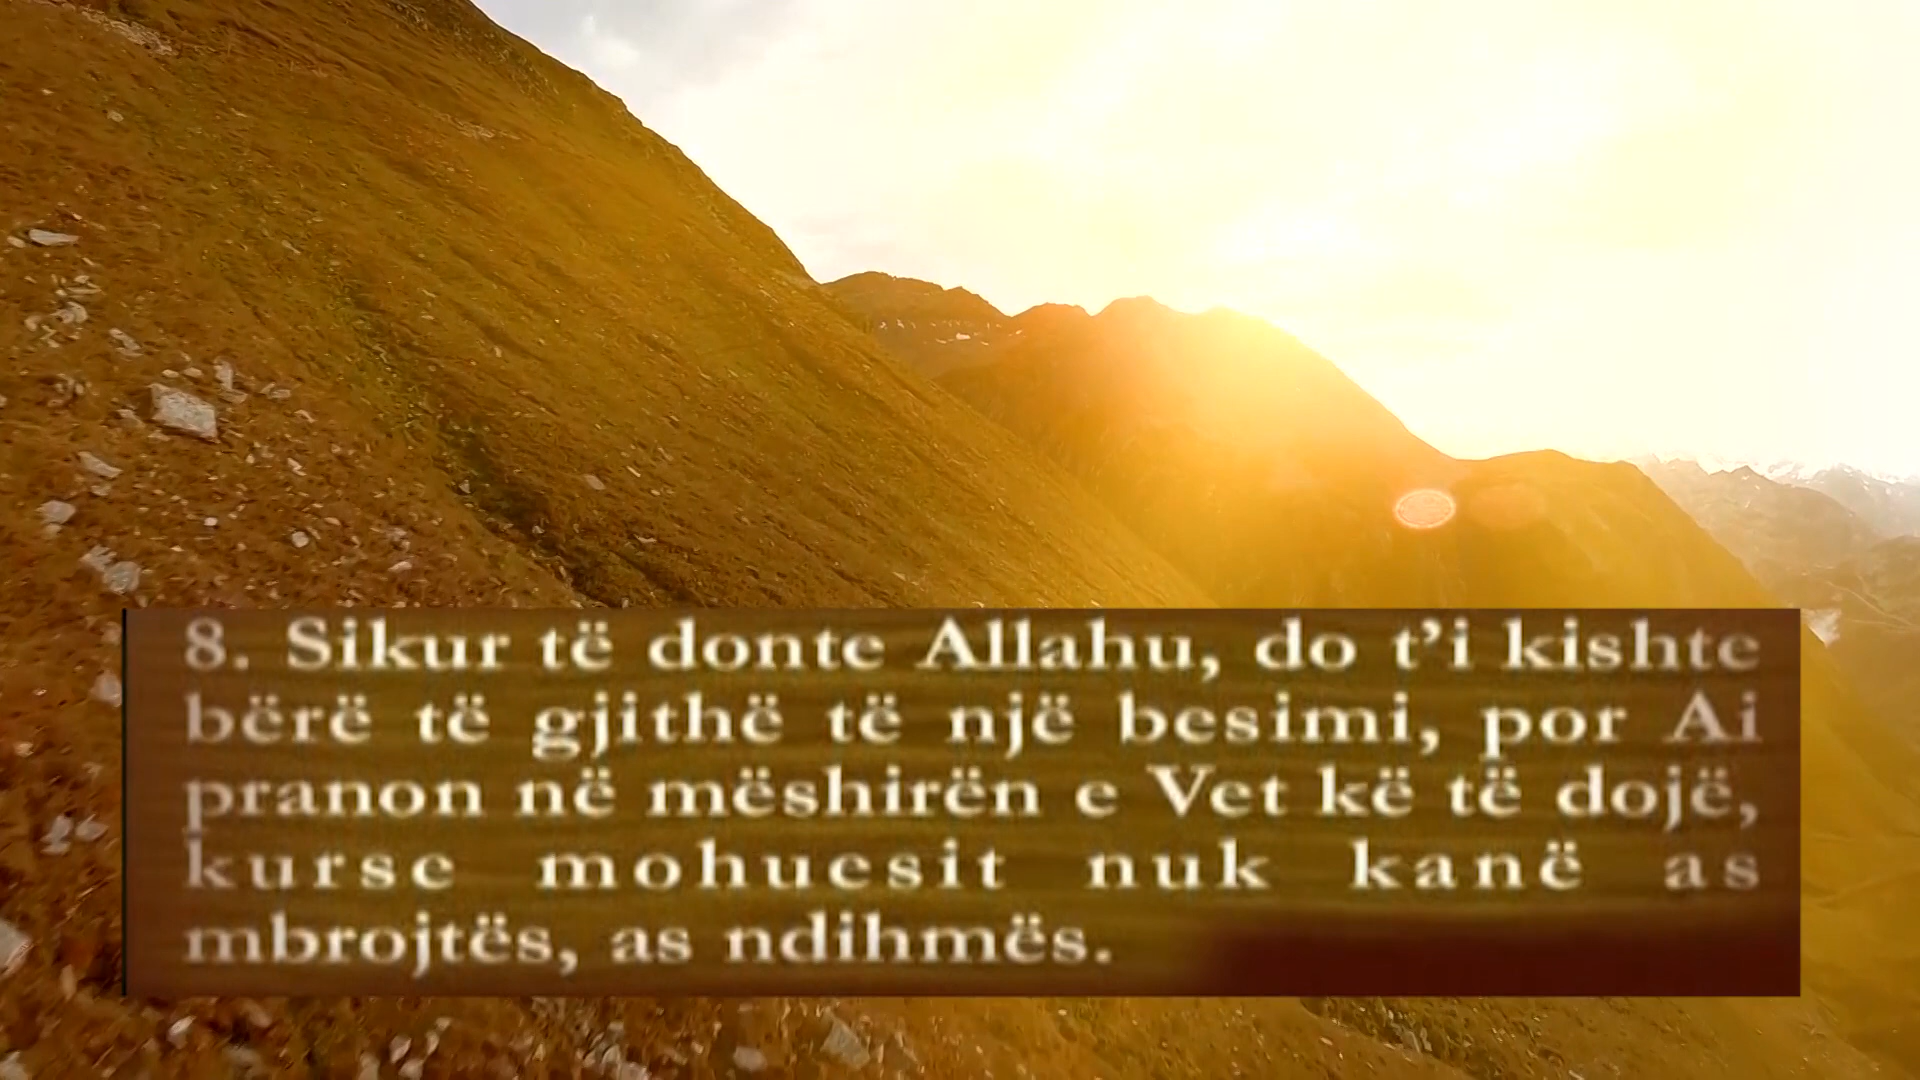 8. Sikur të donte Allahu, do t’i kishte
bërë të gjithë të një besimi, por Ai
pranon në mëshirën e Vet kë të dojë,
kurse mohuesit nuk kanë as
mbrojtës, as ndihmës.